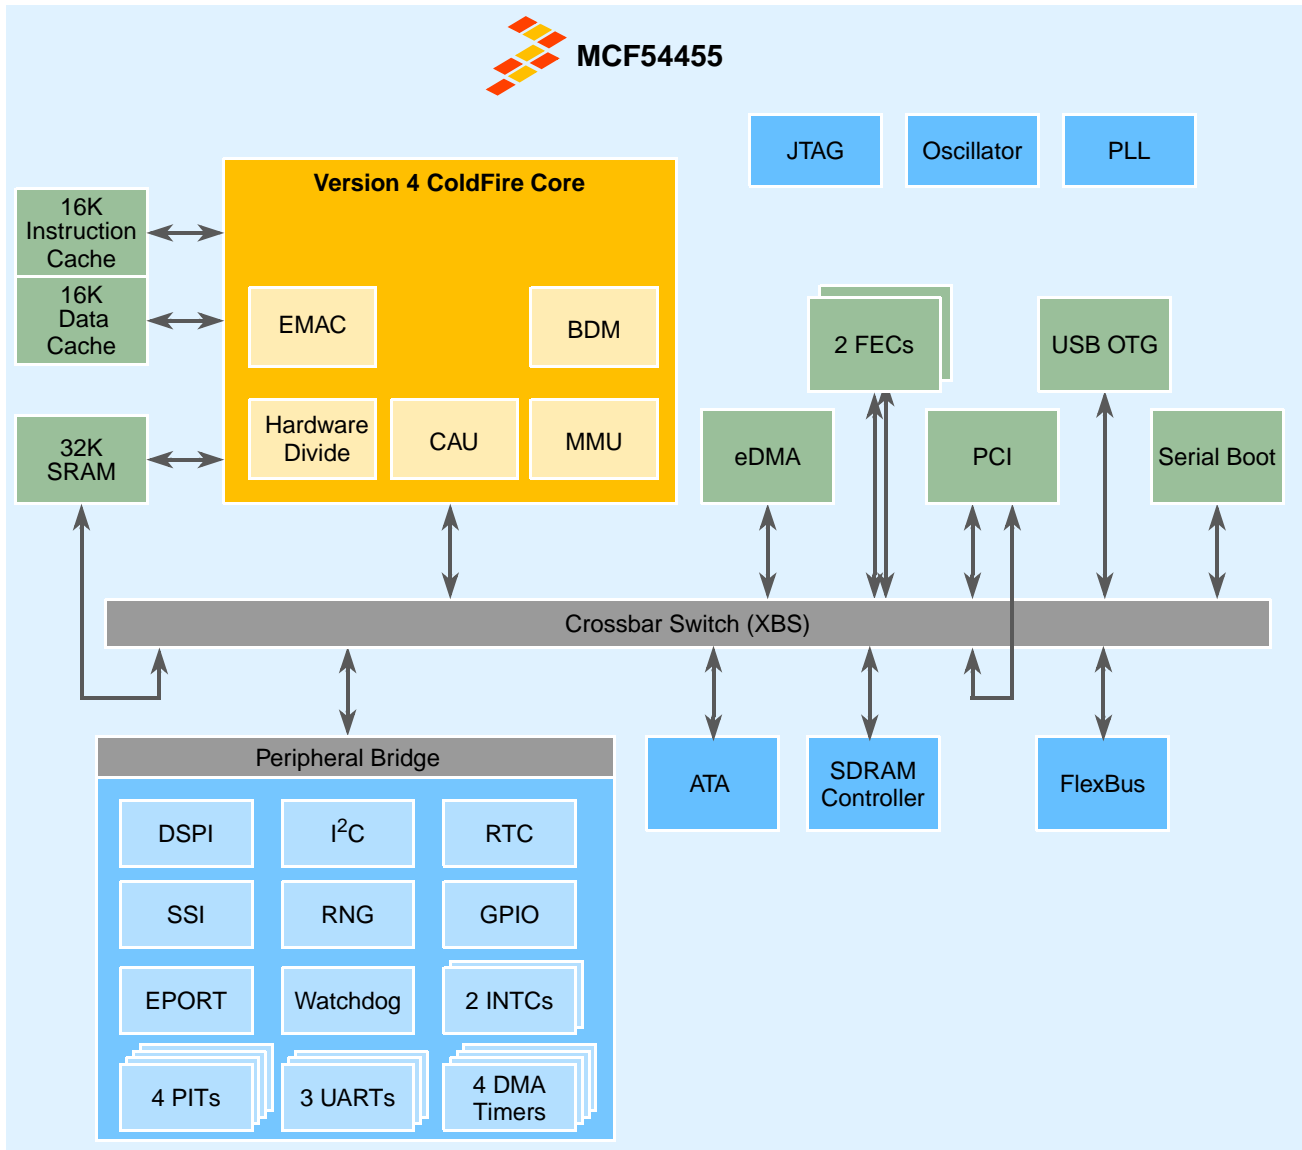 MCF54455
JTAG
Oscillator
PLL
Version 4 ColdFire Core
16K
Instruction
Cache
16K
Data
Cache
EMAC
BDM
2 FECs
USB OTG
Hardware
Divide
CAU
MMU
32K
SRAM
eDMA
PCI
Serial Boot
Crossbar Switch (XBS)
Peripheral Bridge
ATA
SDRAM
Controller
FlexBus
DSPI
I²C
RTC
SSI
RNG
GPIO
EPORT
Watchdog
2 INTCs
4 PITs
3 UARTs
4 DMA
Timers